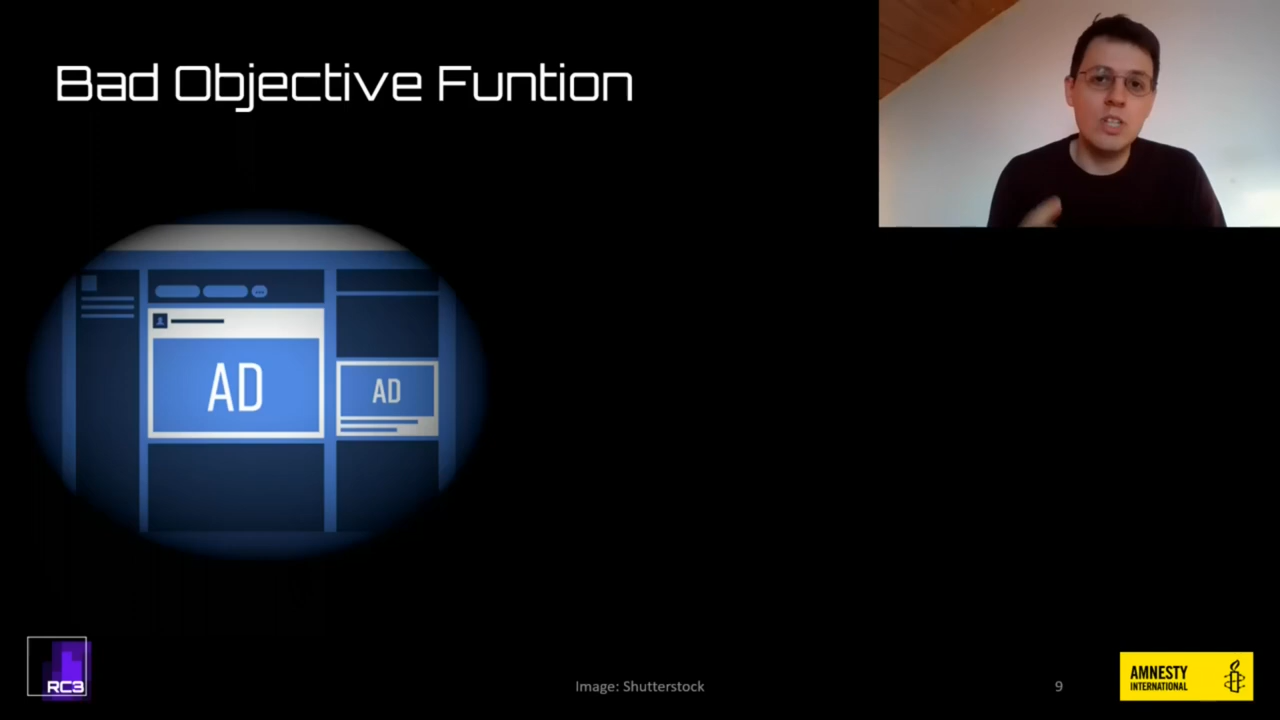 Bad Objective Funtion
AD
AD
RC3
Image: Shutterstock
9
AMNESTY
INTERNATIONAL